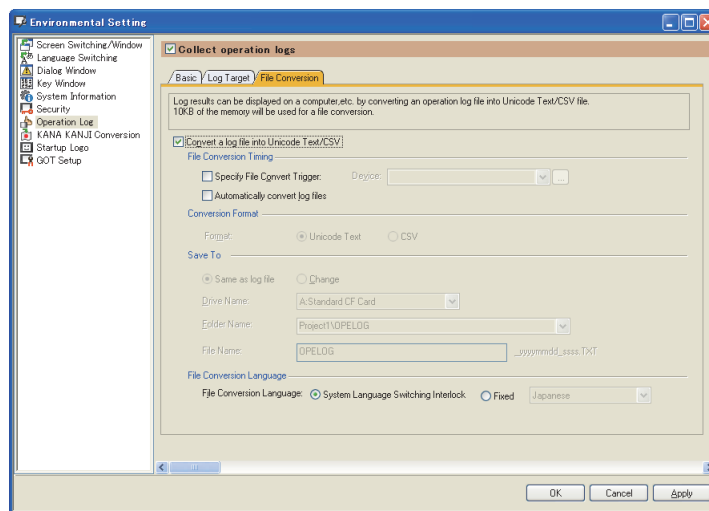 Environmental Setting
Screen Switching/Window
Language Switching
Dialog Window
Key Window
System Information
Security
Operation Log
KANA KANJI Conversion
Startup Logo
GOT Setup
Collect operation logs
Basic Log Target File Conversion
Log results can be displayed on a computer,etc. by converting an operation log file into Unicode Text/CSV file.
10KB of the memory will be used for a file conversion.
Convert a log file into Unicode Text/CSV
File Conversion Timing
Specify File Convert Trigger: Device: ...
Automatically convert log files
Conversion Format
Format: Unicode Text CSV
Save To
Same as log file Change
Drive Name: A:Standard CF Card
Folder Name: Project1\OPELOG
File Name: OPELOG _yyyymmdd_ssss.TXT
File Conversion Language
File Conversion Language: System Language Switching Interlock Fixed Japanese
OK Cancel Apply